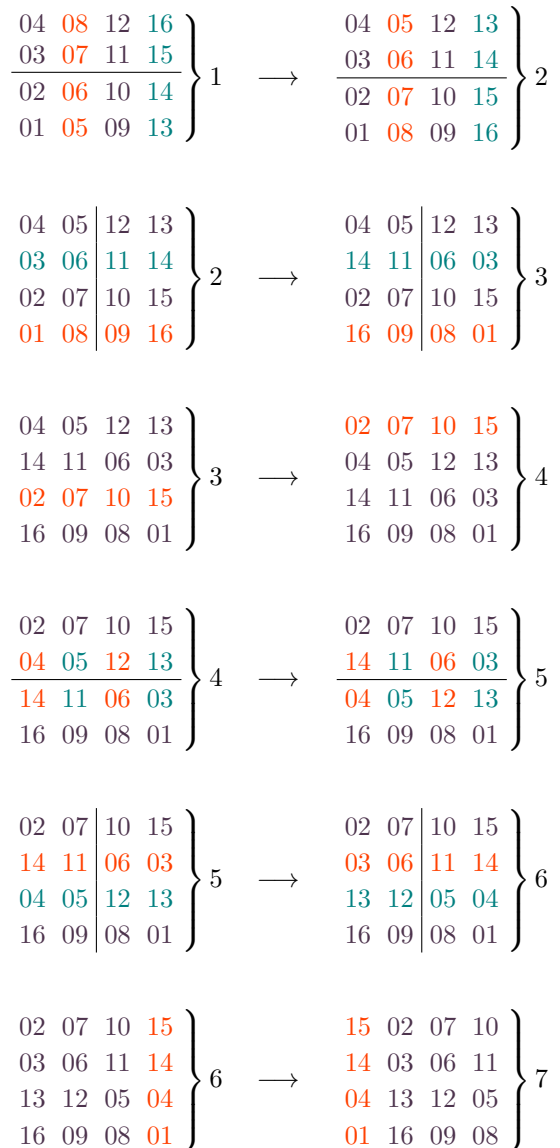 04 08 12 16 04 05 12 13
03 07 11 15 03 06 11 14
1 → 2
02 06 10 14 02 07 10 15
01 05 09 13 01 08 09 16
04 05 12 13 04 05 12 13
03 06 11 14 14 11 06 03
2 → 3
02 07 10 15 02 07 10 15
01 08 09 16 16 09 08 01
04 05 12 13 02 07 10 15
14 11 06 03 04 05 12 13
3 → 4
02 07 10 15 14 11 06 03
16 09 08 01 16 09 08 01
02 07 10 15 02 07 10 15
04 05 12 13 14 11 06 03
4 → 5
14 11 06 03 04 05 12 13
16 09 08 01 16 09 08 01
02 07 10 15 02 07 10 15
14 11 06 03 03 06 11 14
5 → 6
04 05 12 13 13 12 05 04
16 09 08 01 16 09 08 01
02 07 10 15 15 02 07 10
03 06 11 14 14 03 06 11
6 → 7
13 12 05 04 04 13 12 05
16 09 08 01 01 16 09 08